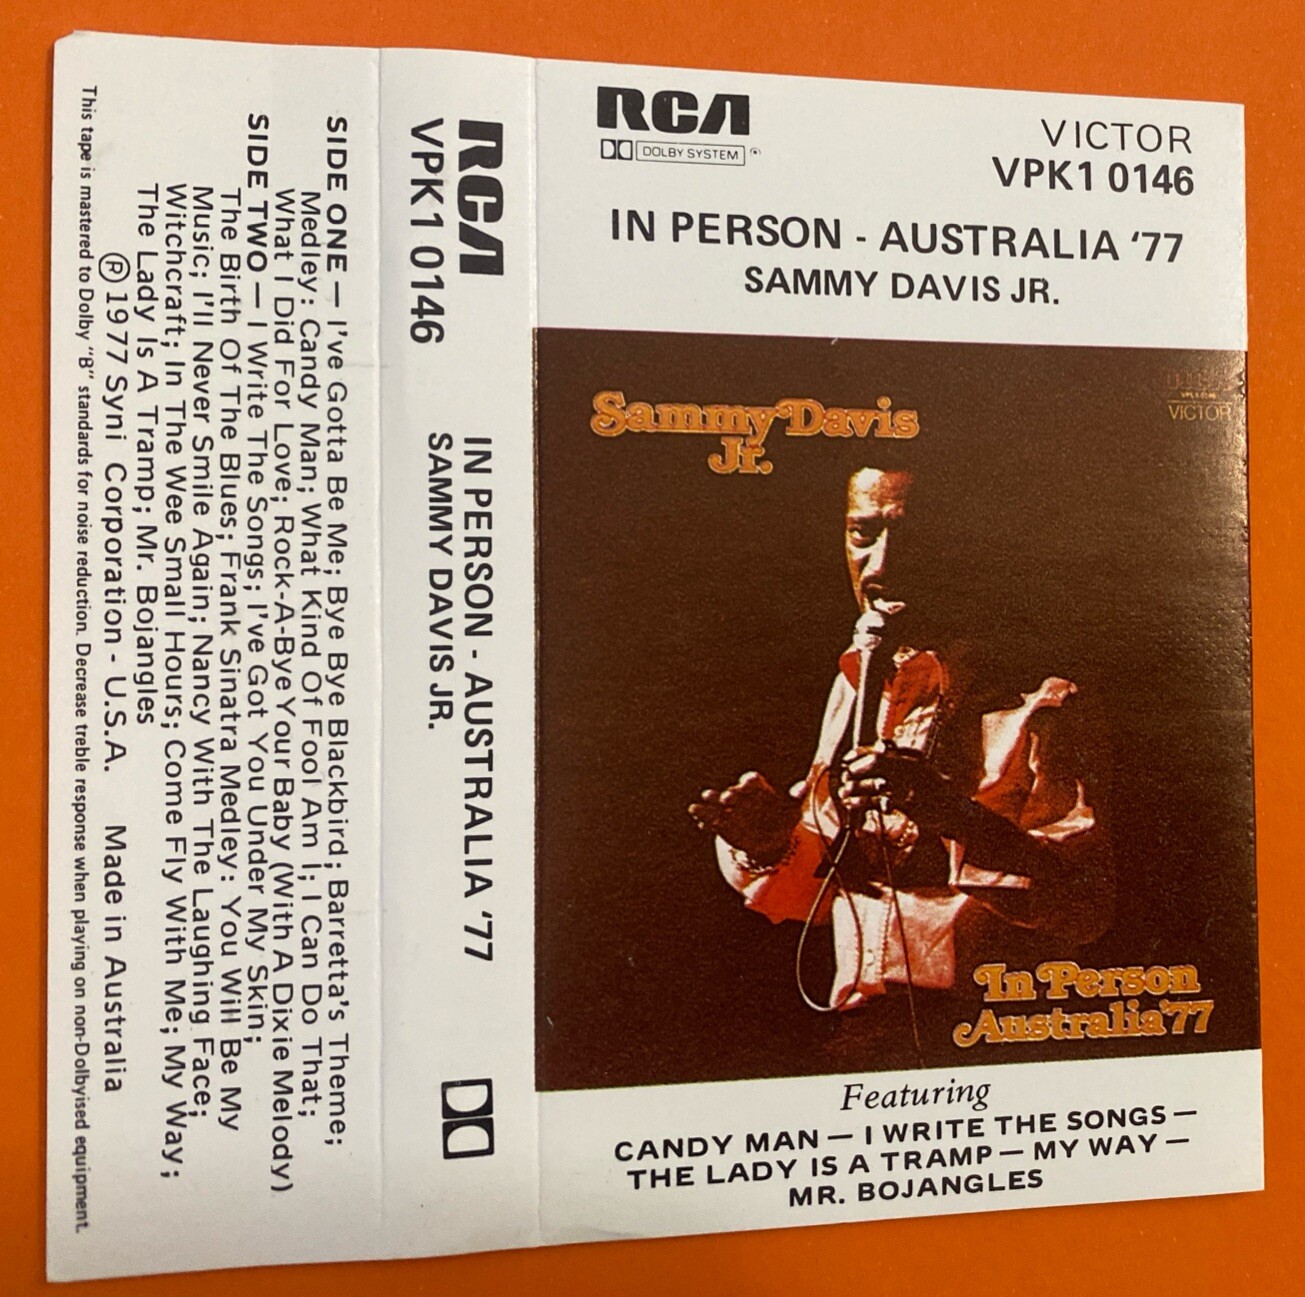 RCA
VICTOR
DOLBY SYSTEM
VPK1 0146
IN PERSON - AUSTRALIA '77
SAMMY DAVIS JR.
Sammy Davis
Jr.
VICTOR
In Person
Australia '77
Featuring
CANDY MAN — I WRITE THE SONGS —
THE LADY IS A TRAMP — MY WAY —
MR. BOJANGLES
RCA
VPK1 0146
IN PERSON - AUSTRALIA '77
SAMMY DAVIS JR.
SIDE ONE — I've Gotta Be Me; Bye Bye Blackbird; Barretta's Theme;
Medley: Candy Man; What Kind Of Fool Am I; I Can Do That;
What I Did For Love; Rock-A-Bye Your Baby (With A Dixie Melody)
SIDE TWO — I Write The Songs; I've Got You Under My Skin;
The Birth Of The Blues; Frank Sinatra Medley: You Will Be My
Music; I'll Never Smile Again; Nancy With The Laughing Face;
Witchcraft; In The Wee Small Hours; Come Fly With Me; My Way;
The Lady Is A Tramp; Mr. Bojangles
Ⓡ 1977 Syni Corporation - U.S.A. Made in Australia
This tape is mastered to Dolby "B" standards for noise reduction. Decrease treble response when playing on non-Dolbyised equipment.